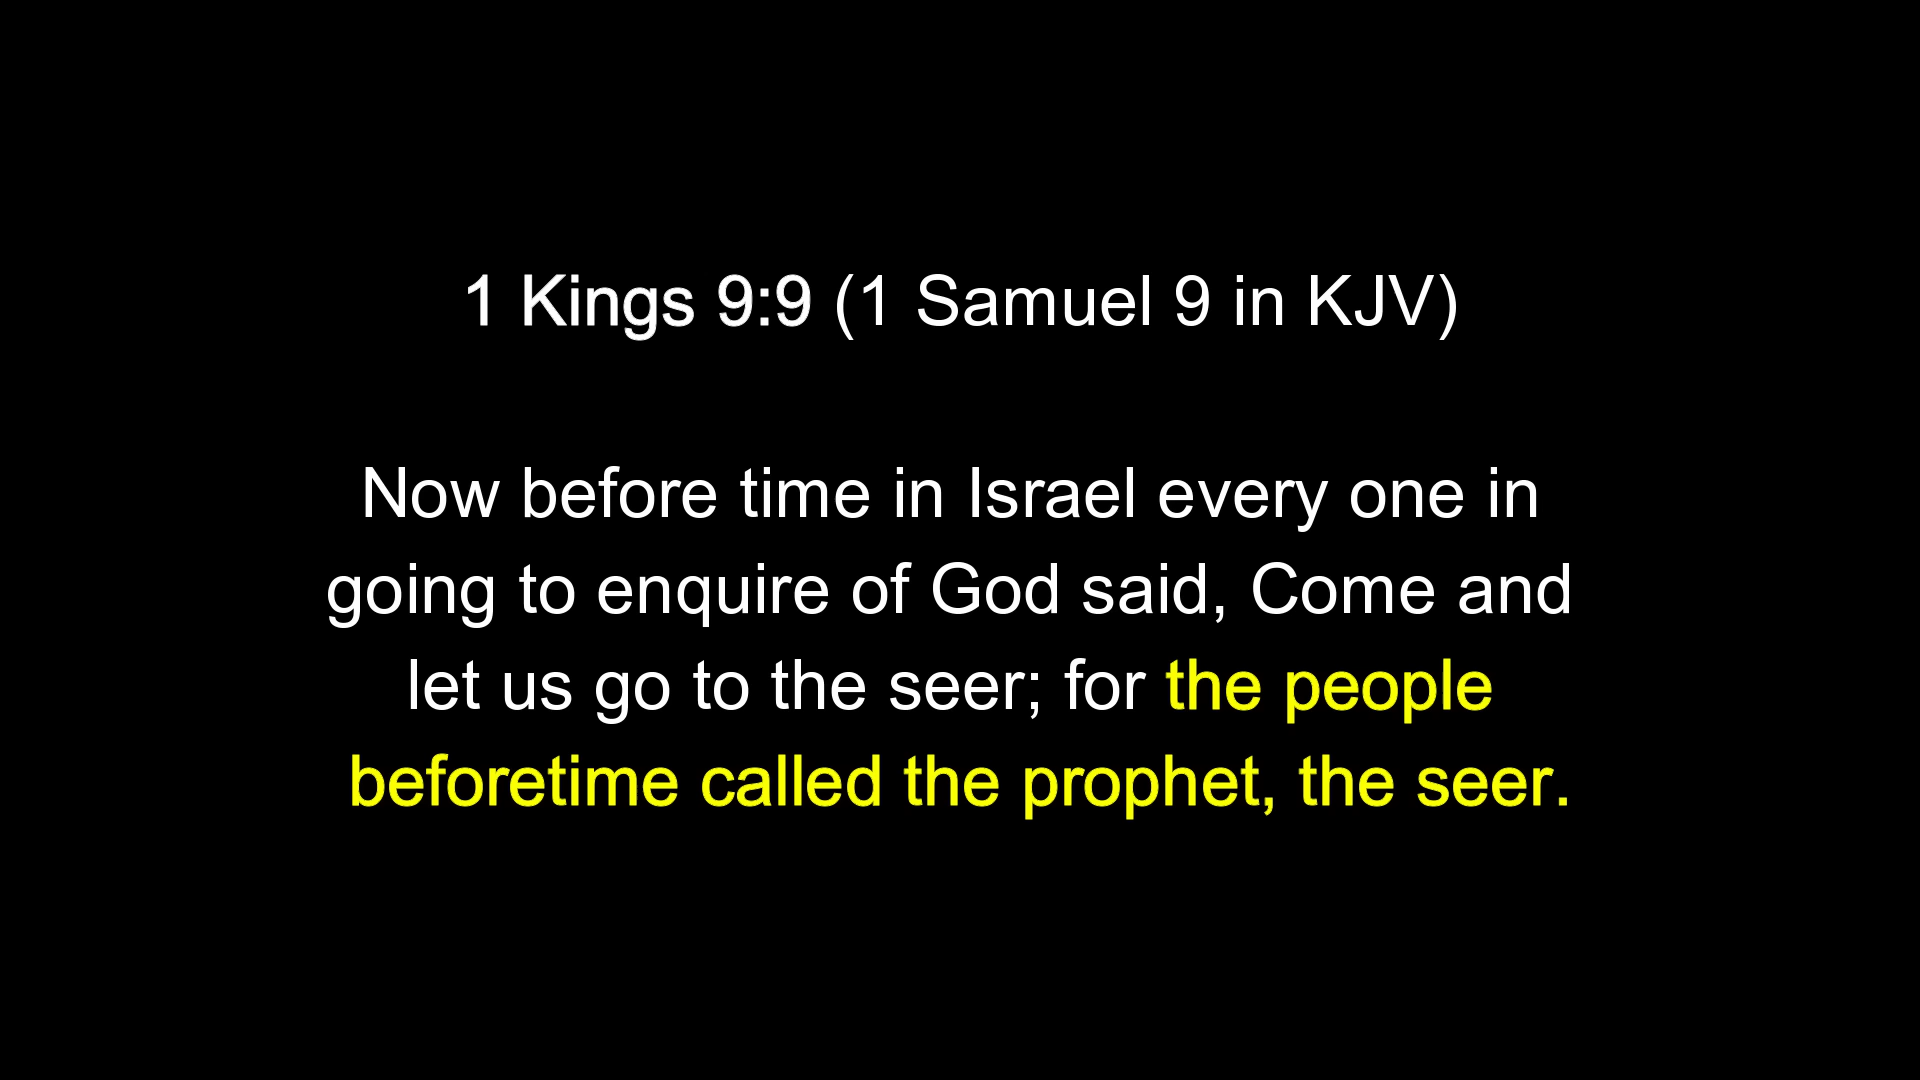 1 Kings 9:9 (1 Samuel 9 in KJV)
Now before time in Israel every one in
going to enquire of God said, Come and
let us go to the seer; for the people
beforetime called the prophet, the seer.